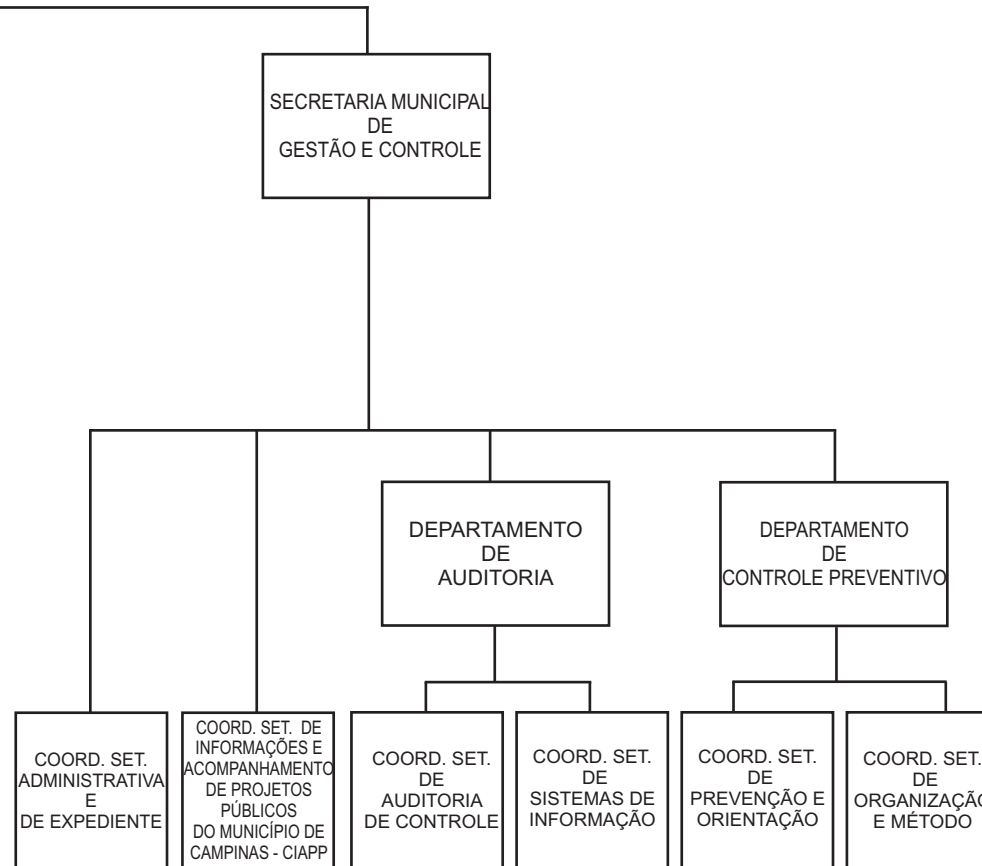 SECRETARIA MUNICIPAL
DE
GESTÃO E CONTROLE
DEPARTAMENTO
DE
AUDITORIA
DEPARTAMENTO
DE
CONTROLE PREVENTIVO
COORD. SET.
ADMINISTRATIVA
E
DE EXPEDIENTE
COORD. SET. DE
INFORMAÇÕES E
ACOMPANHAMENTO
DE PROJETOS
PÚBLICOS
DO MUNICÍPIO DE
CAMPINAS - CIAPP
COORD. SET.
DE
AUDITORIA
DE CONTROLE
COORD. SET.
DE
SISTEMAS DE
INFORMAÇÃO
COORD. SET.
DE
PREVENÇÃO E
ORIENTAÇÃO
COORD. SET.
DE
ORGANIZAÇÃO
E MÉTODO